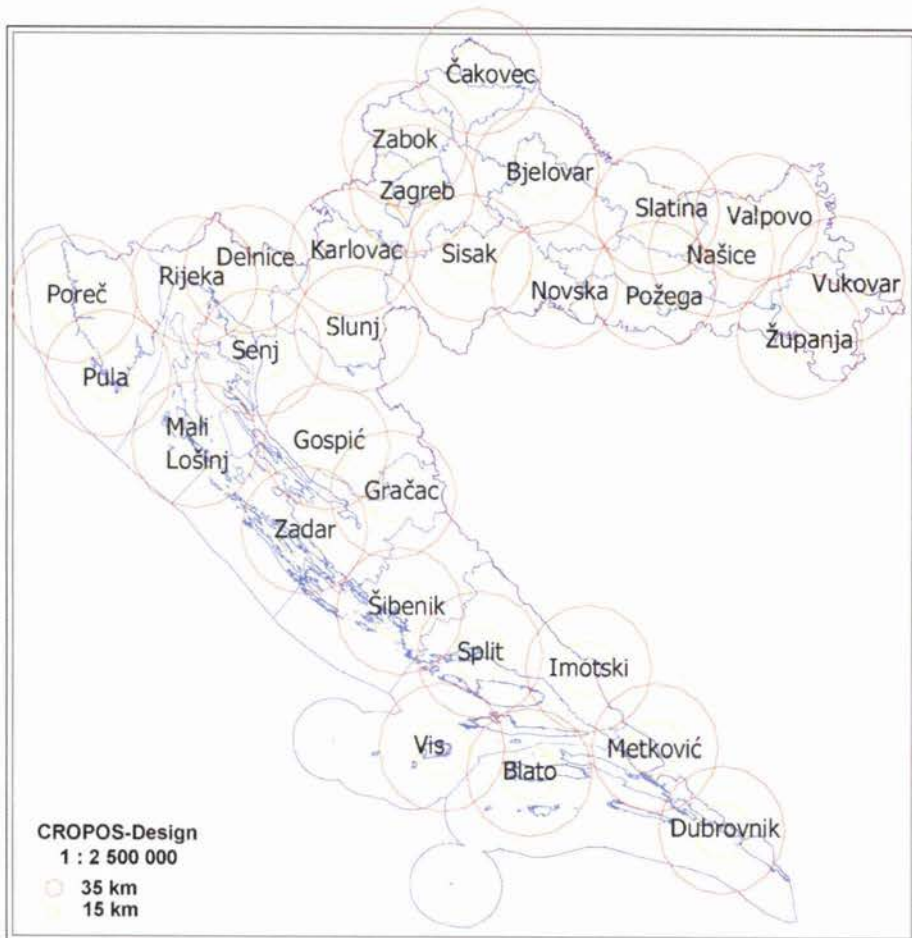 Čakovec
Zabok
Bjelovar
Zagreb
Slatina
Valpovo
Karlovac
Sisak
Našice
Delnice
Rijeka
Vukovar
Poreč
Novska
Požega
Slunj
Županja
Senj
Pula
Mali
Lošinj
Gospić
Gračac
Zadar
Šibenik
Split
Imotski
Vis
Metković
Blato
Dubrovnik
CROPOS-Design
1 : 2 500 000
35 km
15 km